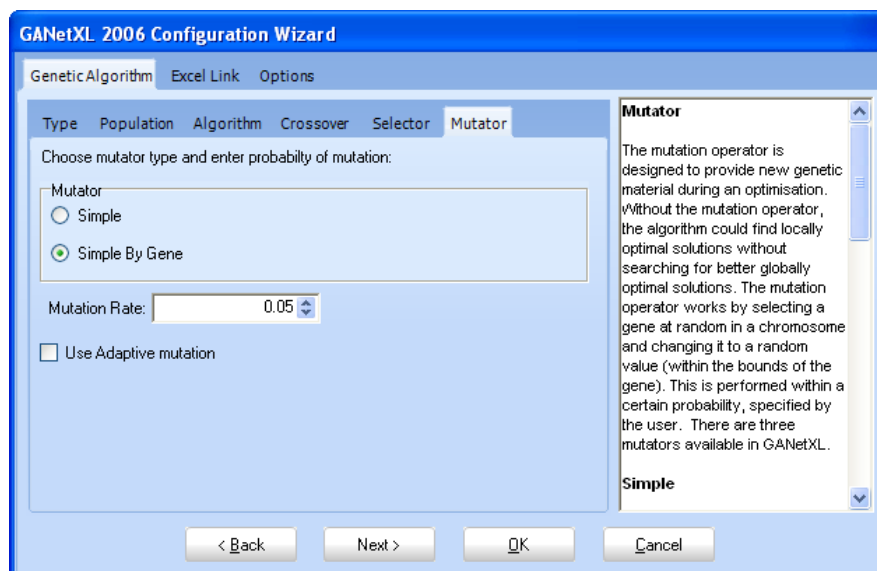 GANetXL 2006 Configuration Wizard
Genetic Algorithm Excel Link Options
Type Population Algorithm Crossover Selector Mutator
Choose mutator type and enter probabilty of mutation:
Mutator
Simple
Simple By Gene
Mutation Rate: 0.05
Use Adaptive mutation
Mutator
The mutation operator is
designed to provide new genetic
material during an optimisation.
Without the mutation operator,
the algorithm could find locally
optimal solutions without
searching for better globally
optimal solutions. The mutation
operator works by selecting a
gene at random in a chromosome
and changing it to a random
value (within the bounds of the
gene). This is performed within a
certain probability, specified by
the user. There are three
mutators available in GANetXL.
Simple
< Back Next > OK Cancel